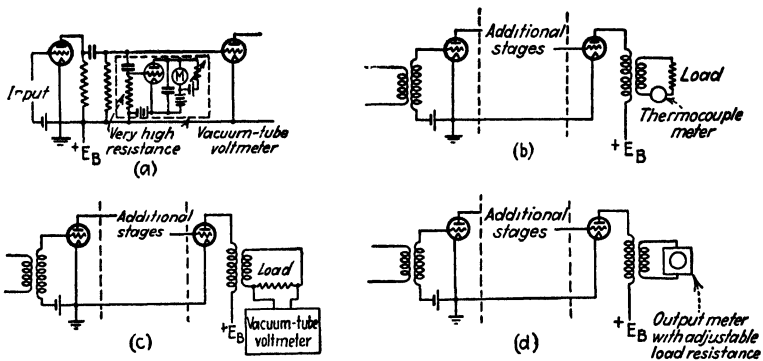 Input
M
+E_B
Very high
resistance
Vacuum-tube
voltmeter
(a)
Additional
stages
Load
Thermocouple
meter
+E_B
(b)
Additional
stages
Load
+E_B
Vacuum-tube
voltmeter
(c)
Additional
stages
+E_B
Output meter
with adjustable
load resistance
(d)